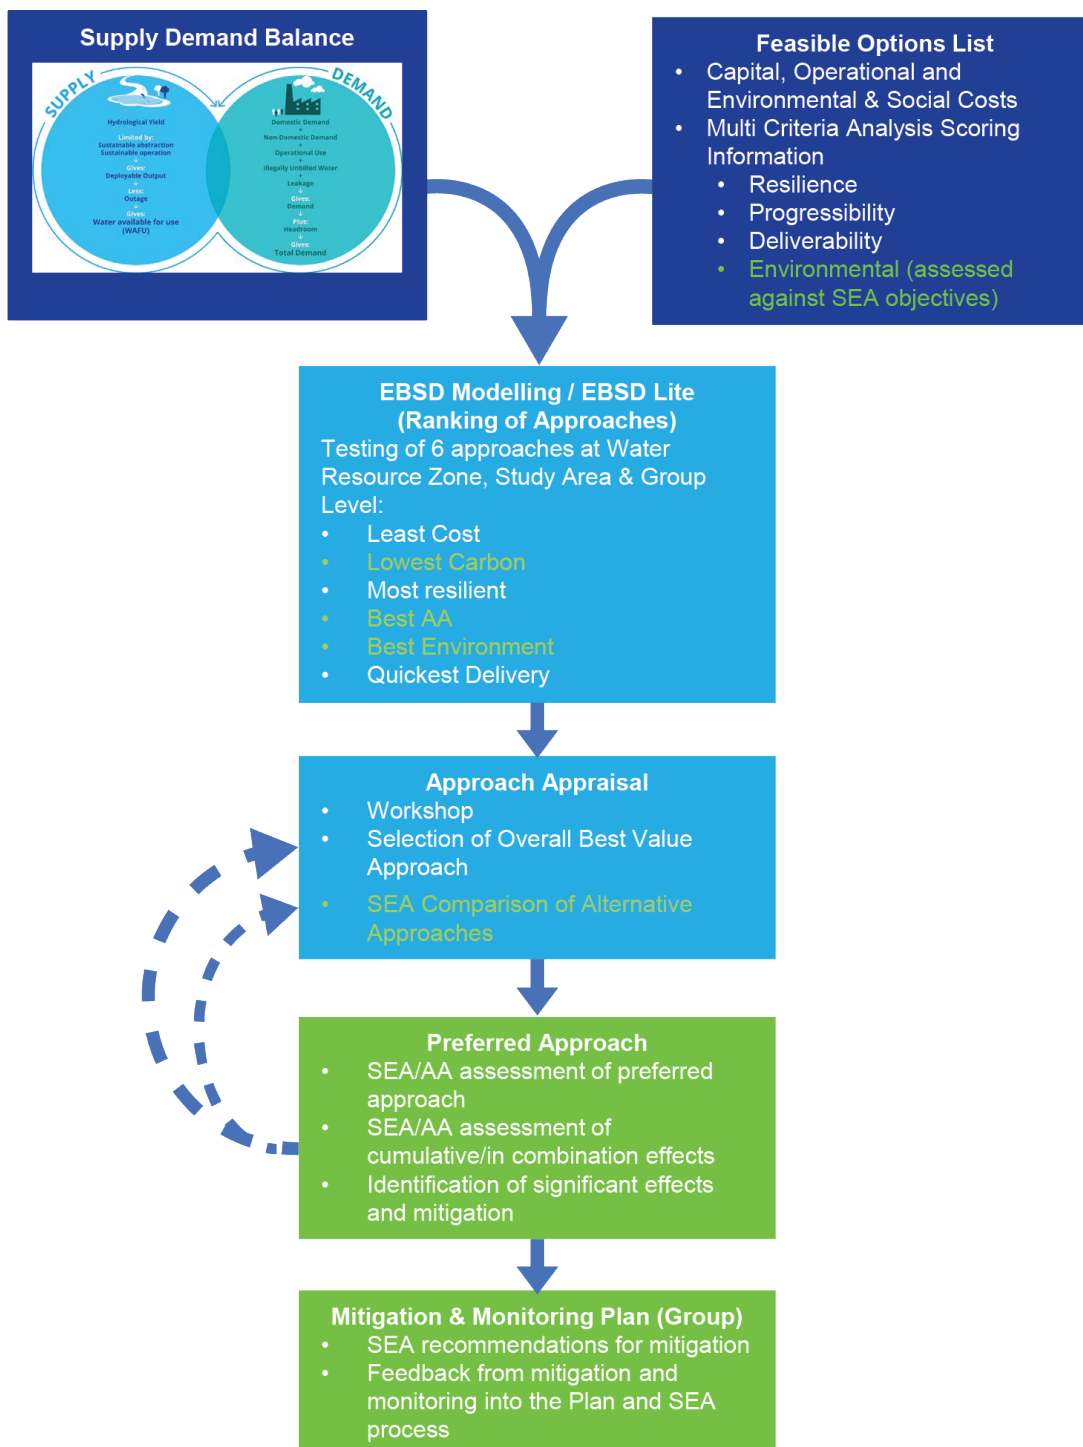 Supply Demand Balance
SUPPLY
DEMAND
Hydrological Yield
Limited by:
Sustainable abstraction
Sustainable operation
Gives:
Deployable Output
Less:
Outage
Gives:
Water available for use
(WAFU)
Domestic Demand
+
Non-Domestic Demand
+
Operational Use
+
Illegally Unbilled Water
+
Leakage
Gives:
Demand
Plus:
Headroom
Gives:
Total Demand
Feasible Options List
• Capital, Operational and
Environmental & Social Costs
• Multi Criteria Analysis Scoring
Information
• Resilience
• Progressibility
• Deliverability
• Environmental (assessed
against SEA objectives)
EBSD Modelling / EBSD Lite
(Ranking of Approaches)
Testing of 6 approaches at Water
Resource Zone, Study Area & Group
Level:
• Least Cost
• Lowest Carbon
• Most resilient
• Best AA
• Best Environment
• Quickest Delivery
Approach Appraisal
• Workshop
• Selection of Overall Best Value
Approach
• SEA Comparison of Alternative
Approaches
Preferred Approach
• SEA/AA assessment of preferred
approach
• SEA/AA assessment of
cumulative/in combination effects
• Identification of significant effects
and mitigation
Mitigation & Monitoring Plan (Group)
• SEA recommendations for mitigation
• Feedback from mitigation and
monitoring into the Plan and SEA
process